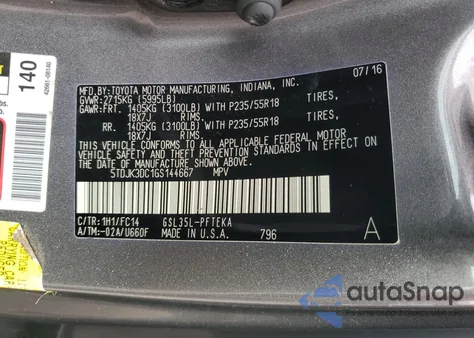 MFD. BY: TOYOTA MOTOR MANUFACTURING, INDIANA, INC.
GVWR: 2715KG (5995LB) 07/16
GAWR: FRT. 1405KG (3100LB) WITH P235/55R18 TIRES,
18X7J RIMS,
RR. 1405KG (3100LB) WITH P235/55R18 TIRES,
18X7J RIMS.
THIS VEHICLE CONFORMS TO ALL APPLICABLE FEDERAL MOTOR
VEHICLE SAFETY, BUMPER, AND THEFT PREVENTION STANDARDS IN
EFFECT ON THE DATE OF MANUFACTURE SHOWN ABOVE.
5TDJK3DC1GS144667 MPV
C/TR: 1H1/FC14 GSL35L-PFTEKA
A/TM: -02A/U660F MADE IN U.S.A. 796 A
140
autoSnap